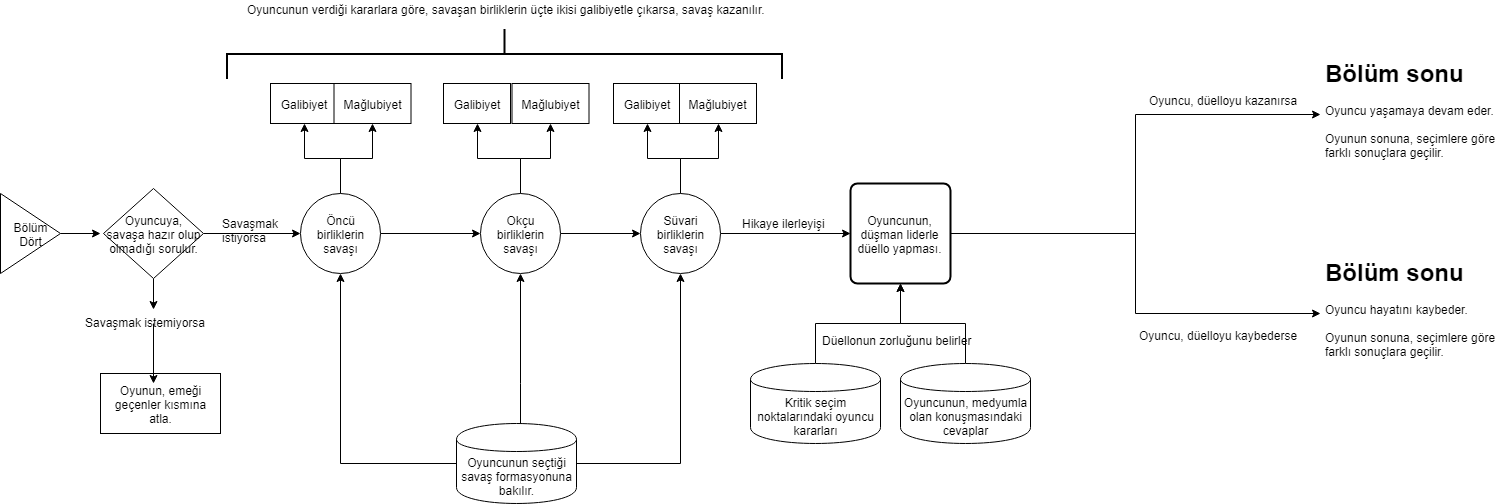 Oyuncunun verdiği kararlara göre, savaşan birliklerin üçte ikisi galibiyetle çıkarsa, savaş kazanılır.
Galibiyet
Mağlubiyet
Galibiyet
Mağlubiyet
Galibiyet
Mağlubiyet
Bölüm
Dört
Oyuncuya,
savaşa hazır olup
olmadığı sorulur.
Savaşmak
istiyorsa
Öncü
birliklerin
savaşı
Okçu
birliklerin
savaşı
Süvari
birliklerin
savaşı
Hikaye ilerleyişi
Oyuncunun,
düşman liderle
düello yapması.
Oyuncu, düelloyu kazanırsa
Bölüm sonu
Oyuncu yaşamaya devam eder.
Oyunun sonuna, seçimlere göre
farklı sonuçlara geçilir.
Oyuncu, düelloyu kaybederse
Bölüm sonu
Oyuncu hayatını kaybeder.
Oyunun sonuna, seçimlere göre
farklı sonuçlara geçilir.
Savaşmak istemiyorsa
Oyunun, emeği
geçenler kısmına
atla.
Oyuncunun seçtiği
savaş formasyonuna
bakılır.
Düellonun zorluğunu belirler
Kritik seçim
noktalarındaki oyuncu
kararları
Oyuncunun, medyumla
olan konuşmasındaki
cevaplar